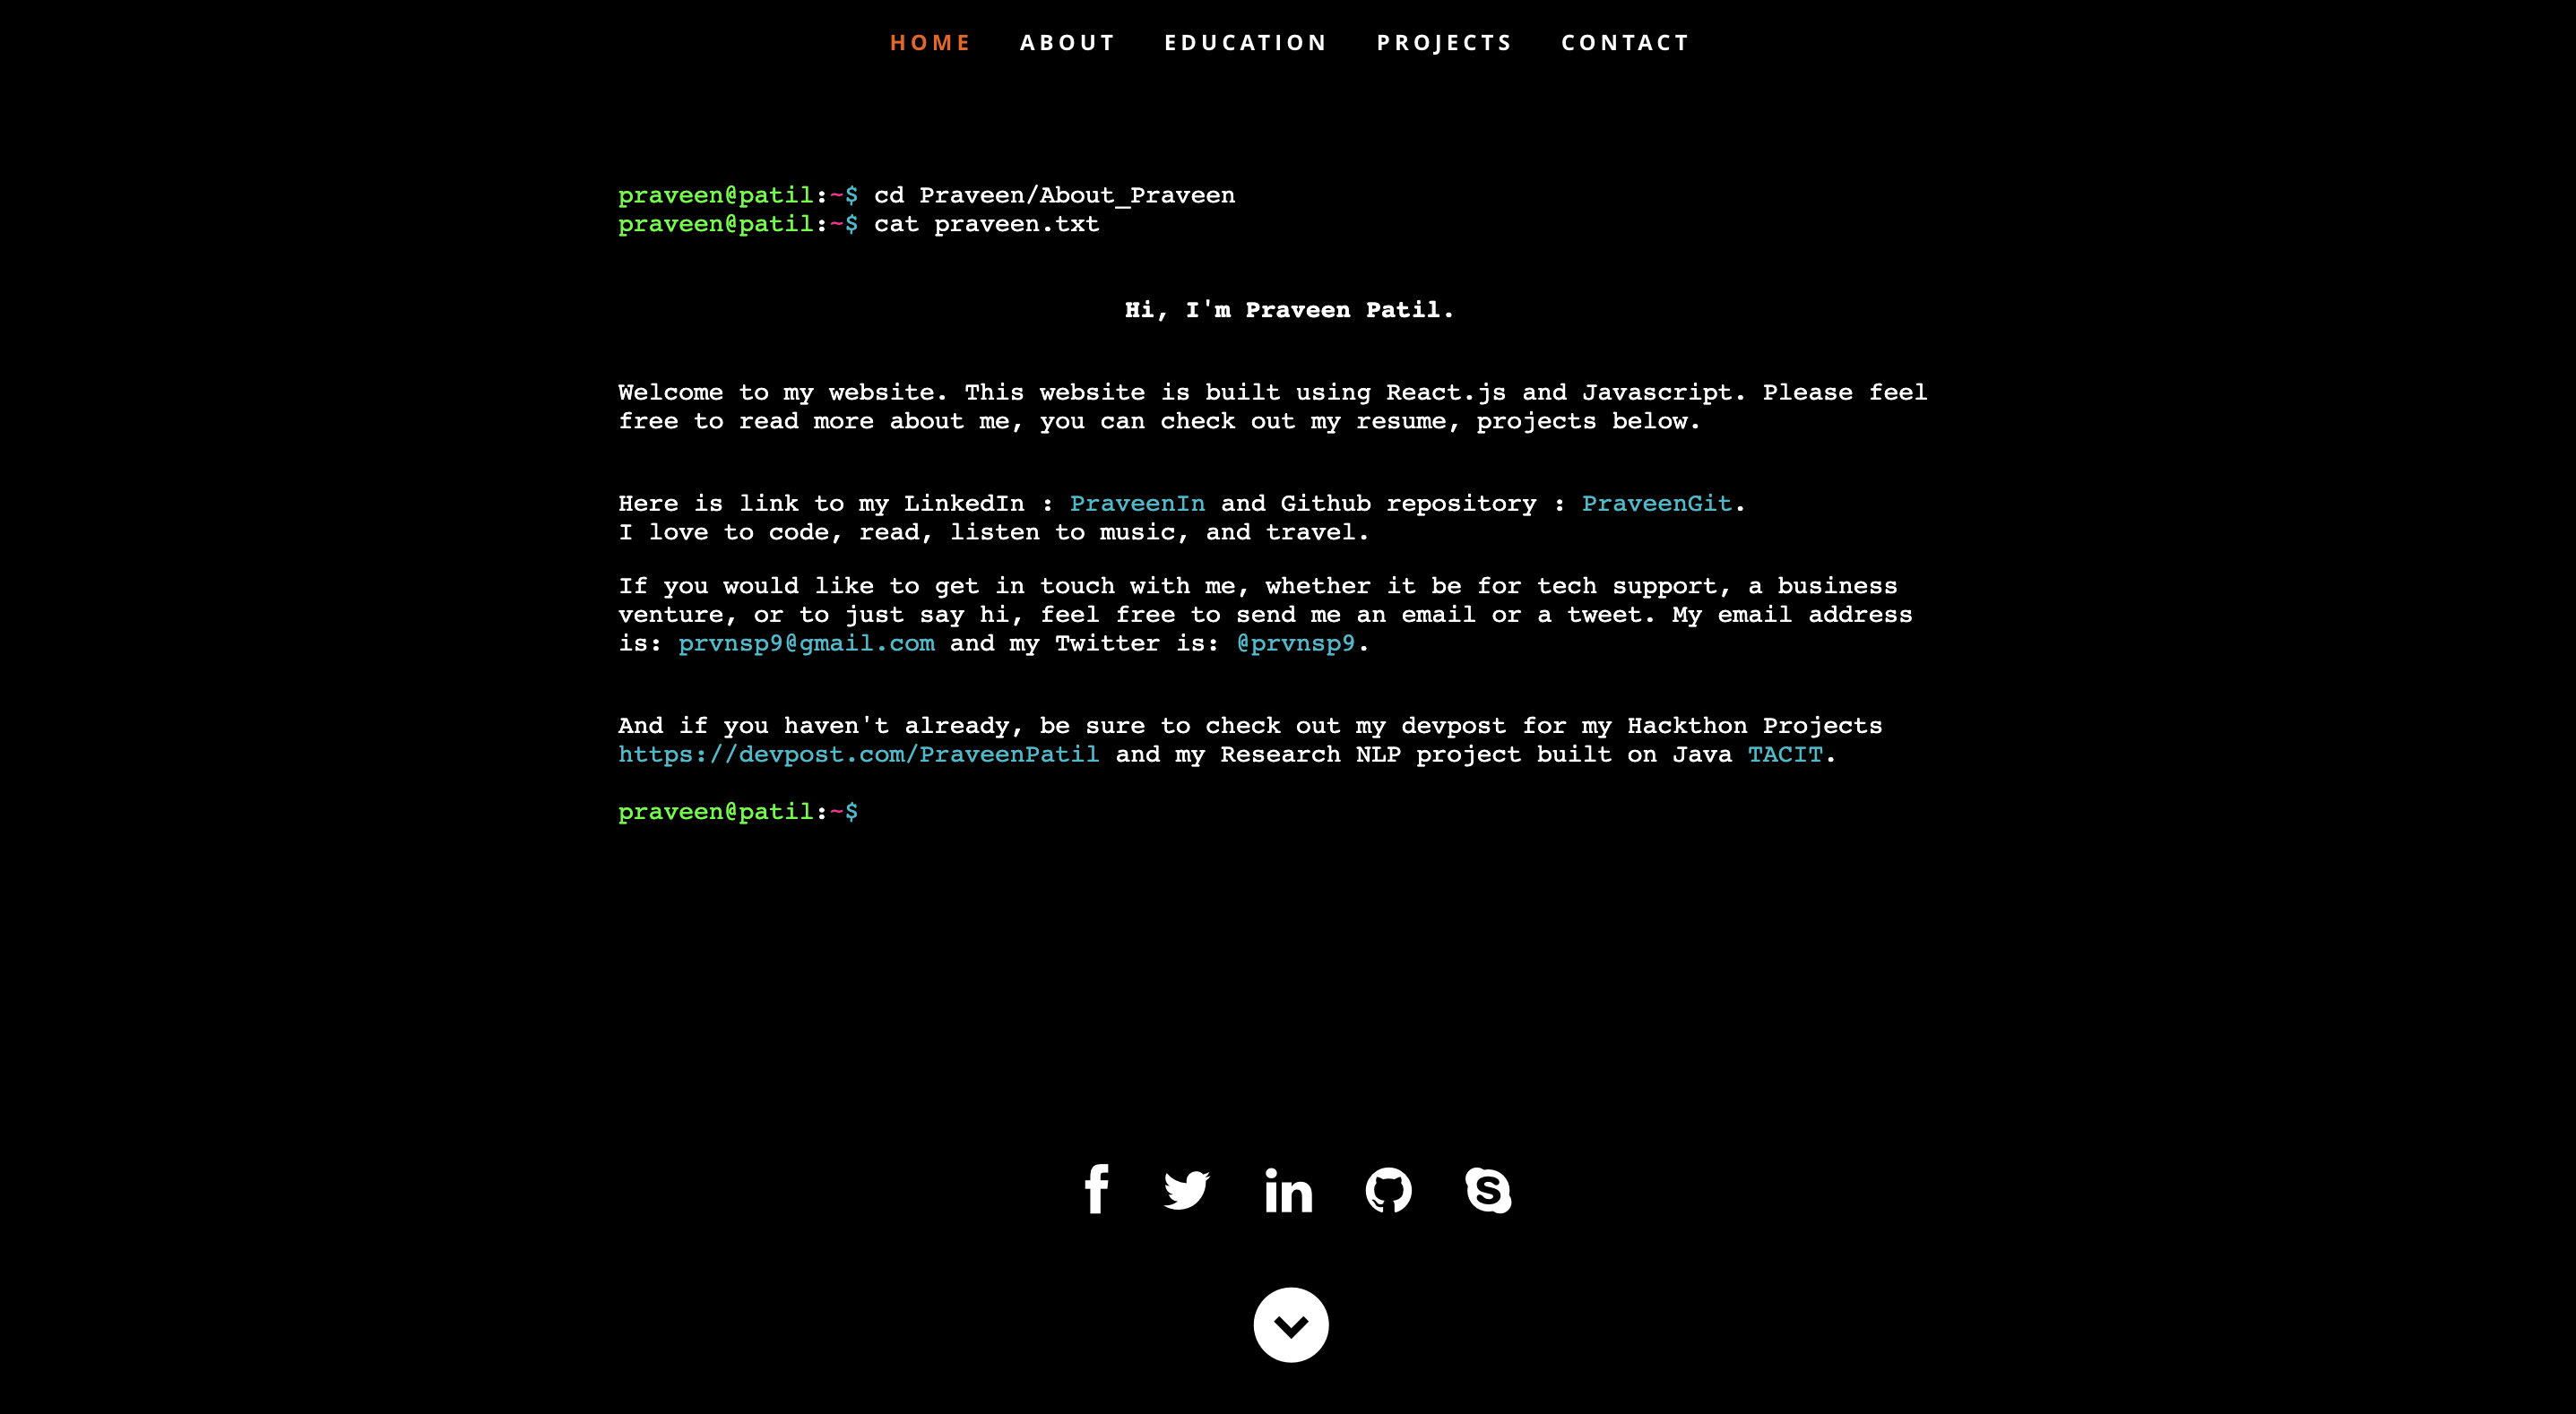 HOME ABOUT EDUCATION PROJECTS CONTACT
praveen@patil:~$ cd Praveen/About_Praveen
praveen@patil:~$ cat praveen.txt
Hi, I'm Praveen Patil.
Welcome to my website. This website is built using React.js and Javascript. Please feel
free to read more about me, you can check out my resume, projects below.
Here is link to my LinkedIn : PraveenIn and Github repository : PraveenGit.
I love to code, read, listen to music, and travel.
If you would like to get in touch with me, whether it be for tech support, a business
venture, or to just say hi, feel free to send me an email or a tweet. My email address
is: prvnsp9@gmail.com and my Twitter is: @prvnsp9.
And if you haven't already, be sure to check out my devpost for my Hackthon Projects
https://devpost.com/PraveenPatil and my Research NLP project built on Java TACIT.
praveen@patil:~$